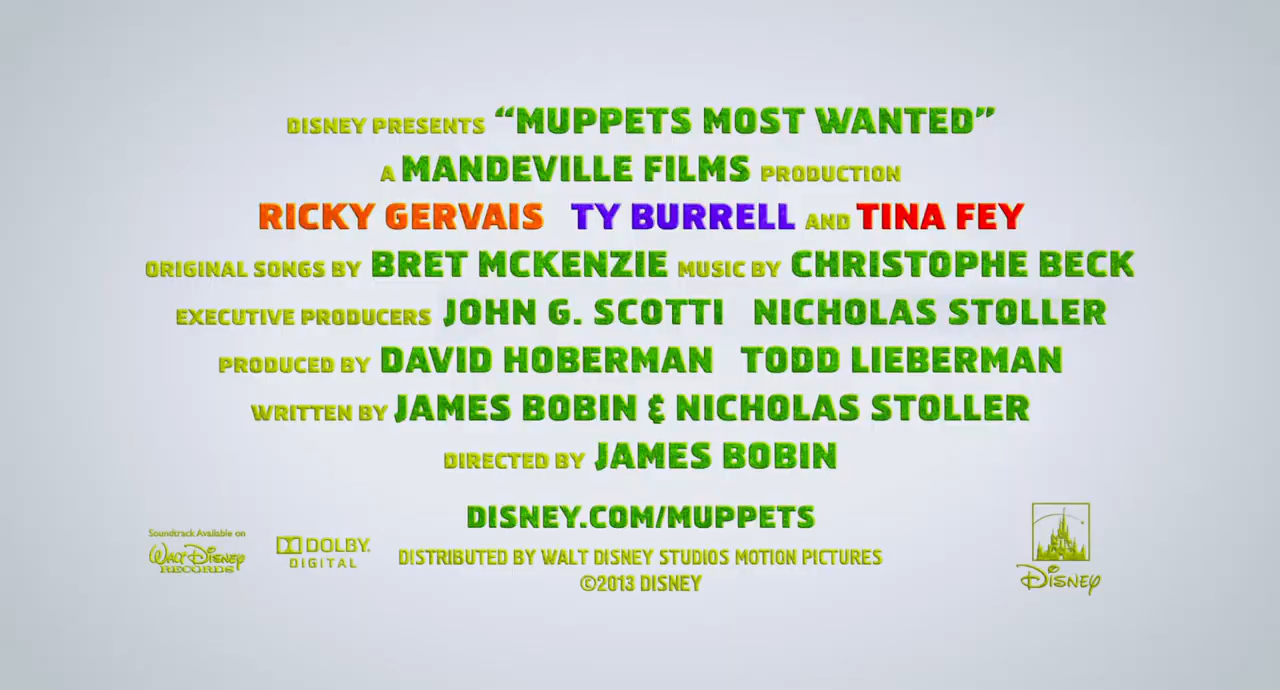 DISNEY PRESENTS “MUPPETS MOST WANTED”
A MANDEVILLE FILMS PRODUCTION
RICKY GERVAIS TY BURRELL AND TINA FEY
ORIGINAL SONGS BY BRET MCKENZIE MUSIC BY CHRISTOPHE BECK
EXECUTIVE PRODUCERS JOHN G. SCOTTI NICHOLAS STOLLER
PRODUCED BY DAVID HOBERMAN TODD LIEBERMAN
WRITTEN BY JAMES BOBIN & NICHOLAS STOLLER
DIRECTED BY JAMES BOBIN
DISNEY.COM/MUPPETS
Soundtrack Available on
WALT DISNEY
RECORDS
DOLBY.
DIGITAL
DISTRIBUTED BY WALT DISNEY STUDIOS MOTION PICTURES
©2013 DISNEY
DISNEY